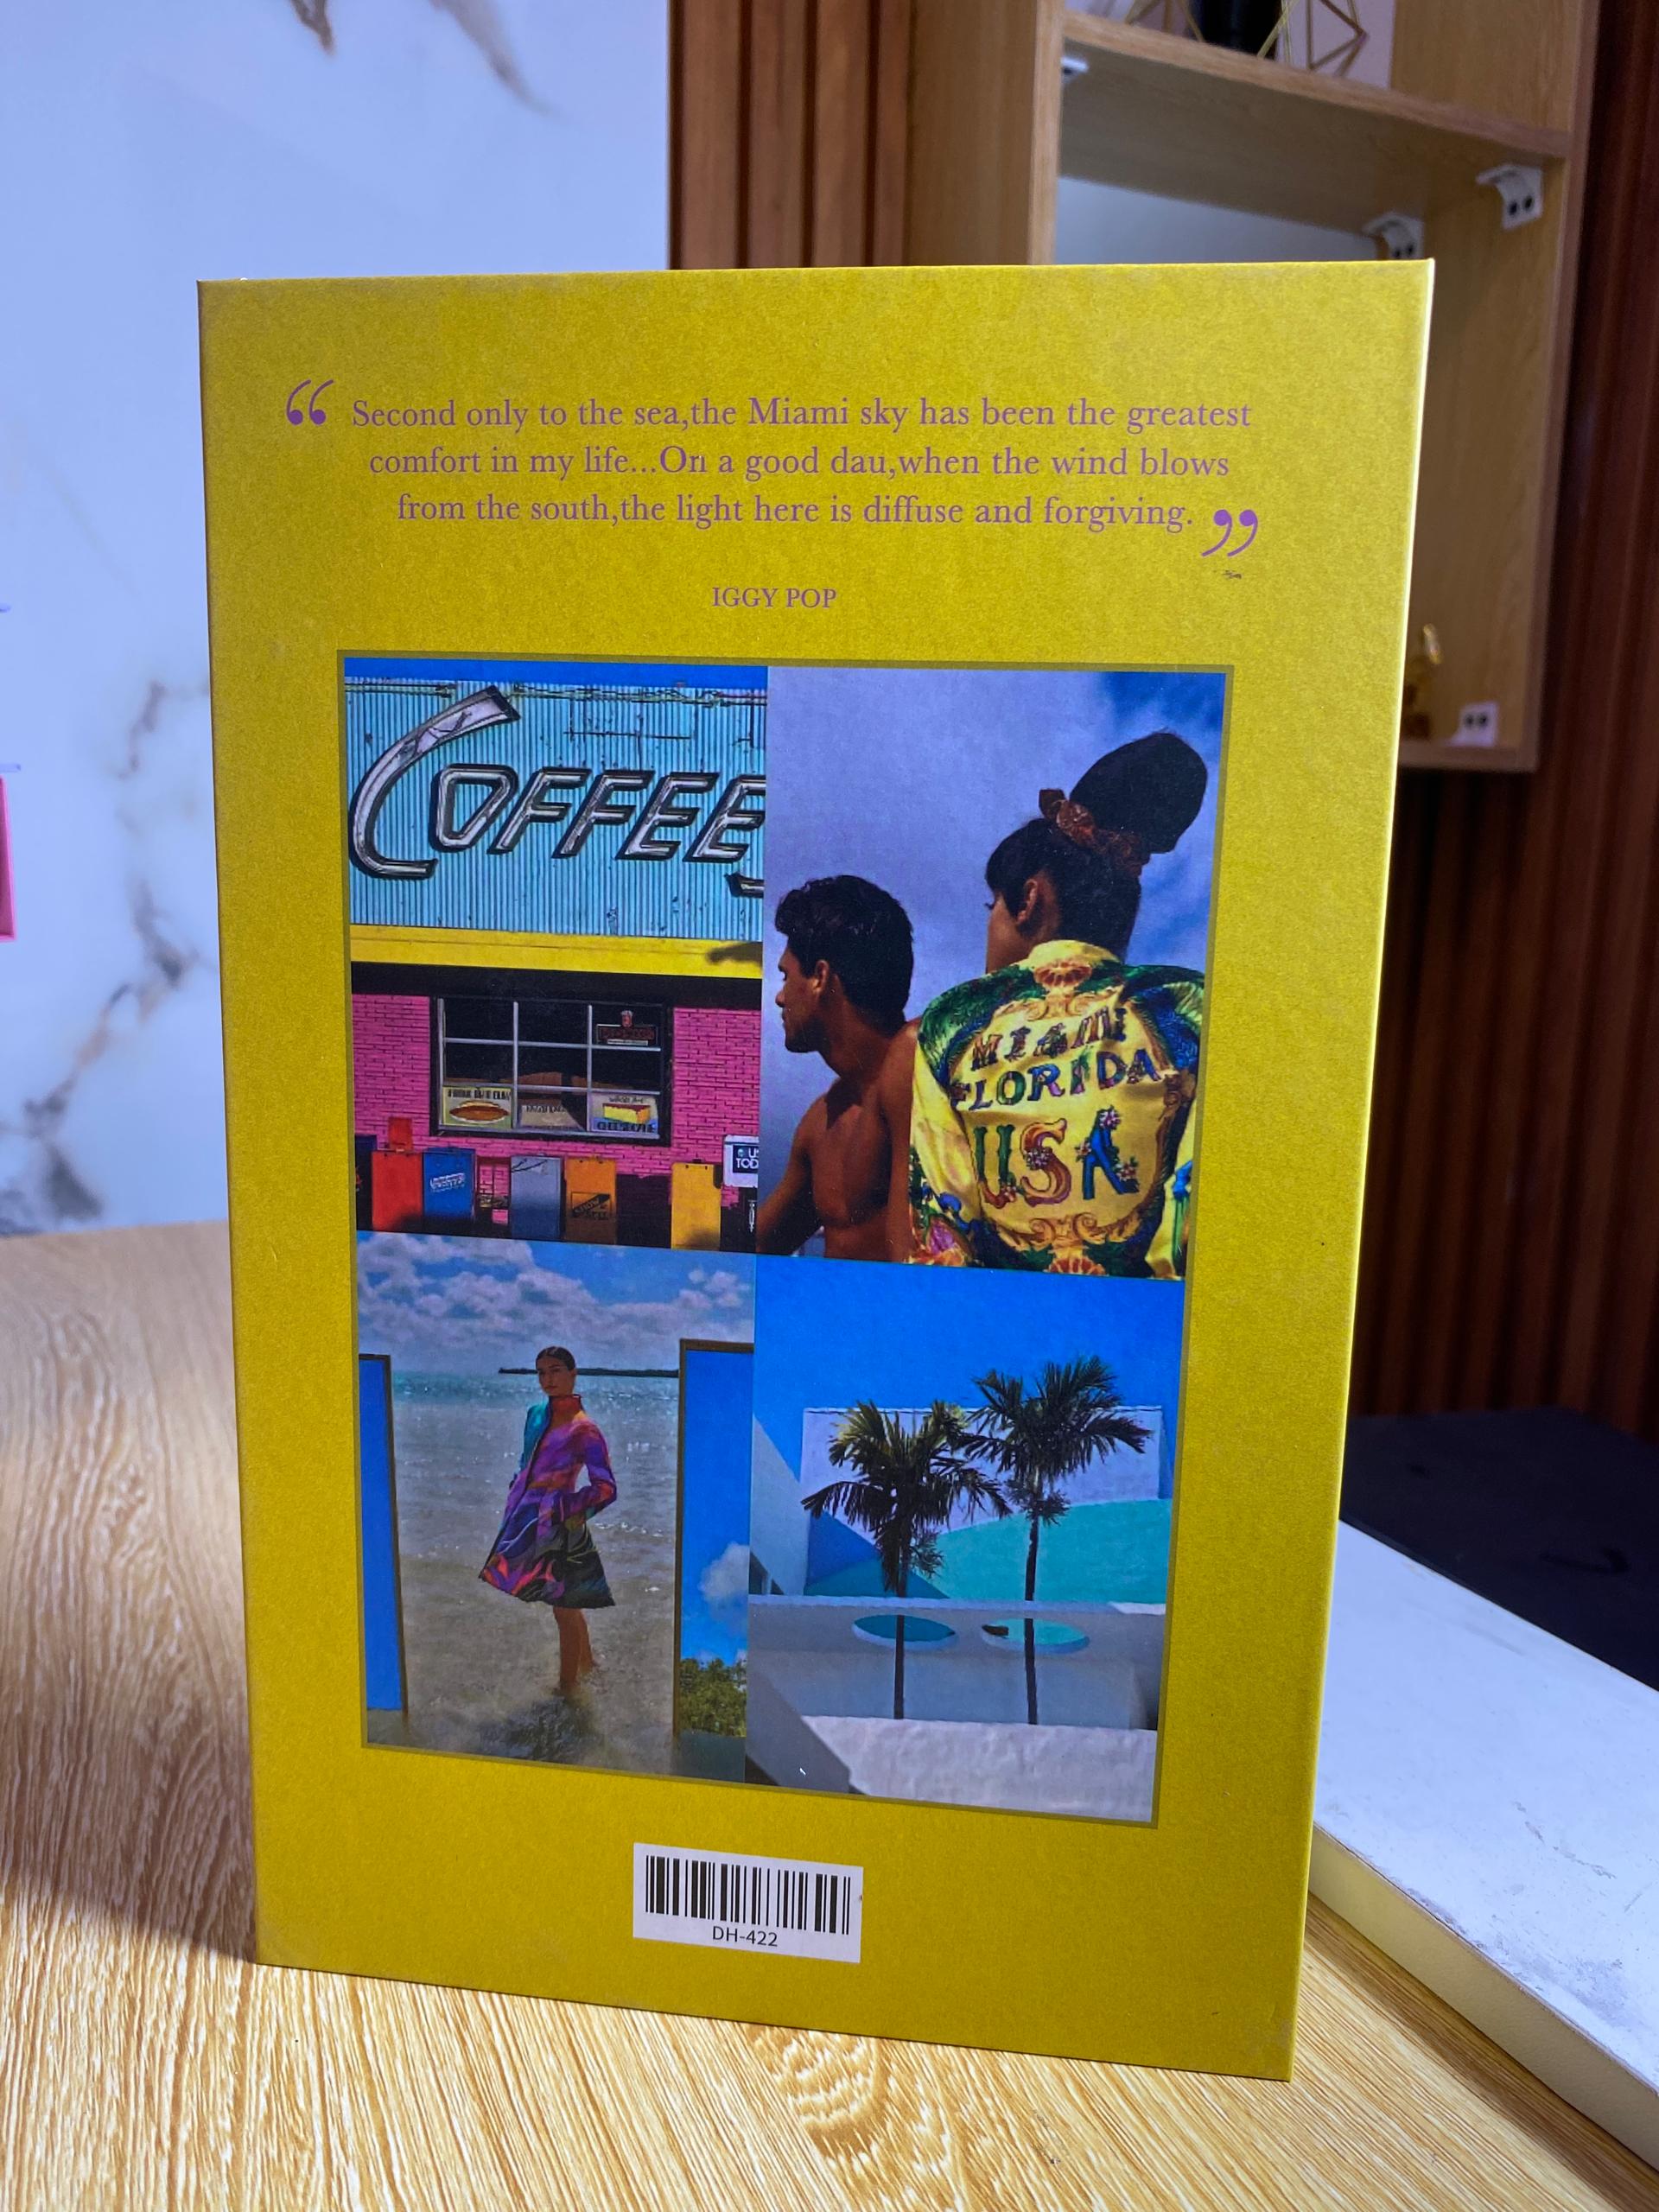 “ Second only to the sea,the Miami sky has been the greatest
comfort in my life...On a good dau,when the wind blows
from the south,the light here is diffuse and forgiving. ”
IGGY POP
COFFEE
MIAMI
FLORIDA
USA
DH-422